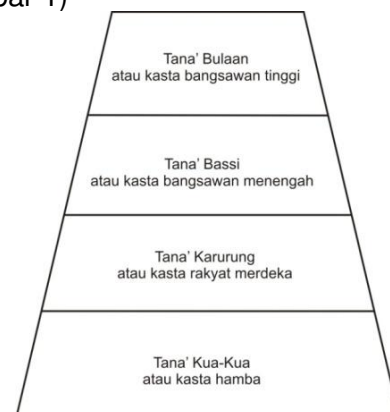 Tana’ Bulaan
atau kasta bangsawan tinggi
Tana’ Bassi
atau kasta bangsawan menengah
Tana’ Karurung
atau kasta rakyat merdeka
Tana’ Kua-Kua
atau kasta hamba